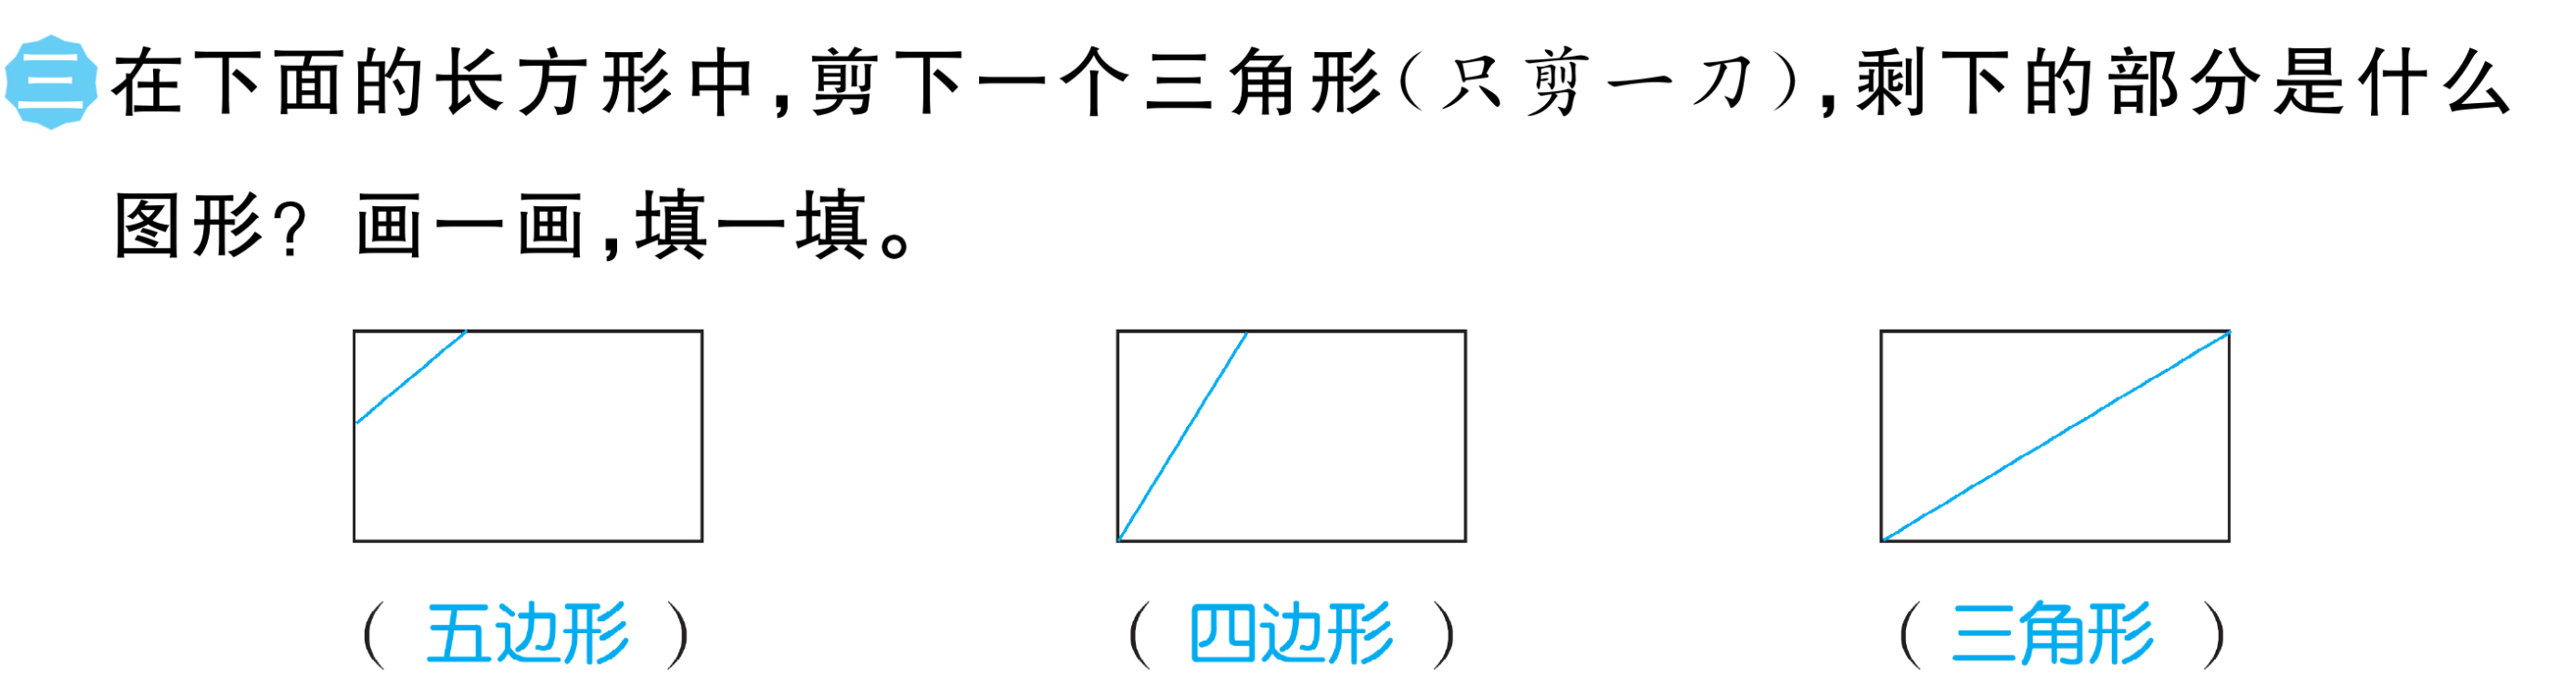 三 在下面的长方形中,剪下一个三角形(只剪一刀),剩下的部分是什么
图形? 画一画,填一填。
( 五边形 ) ( 四边形 ) ( 三角形 )